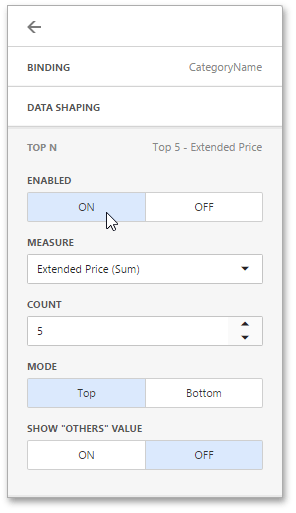 BINDING CategoryName
DATA SHAPING
TOP N Top 5 - Extended Price
ENABLED
ON OFF
MEASURE
Extended Price (Sum)
COUNT
5
MODE
Top Bottom
SHOW "OTHERS" VALUE
ON OFF